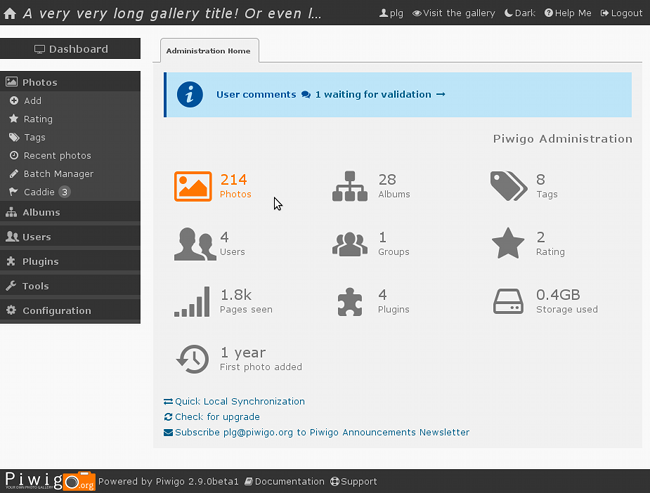 A very very long gallery title! Or even l...
plg Visit the gallery Dark Help Me Logout
Dashboard
Photos
Add
Rating
Tags
Recent photos
Batch Manager
Caddie 3
Albums
Users
Plugins
Tools
Configuration
Administration Home
User comments 1 waiting for validation →
Piwigo Administration
214
Photos
28
Albums
8
Tags
4
Users
1
Groups
2
Rating
1.8k
Pages seen
4
Plugins
0.4GB
Storage used
1 year
First photo added
Quick Local Synchronization
Check for upgrade
Subscribe plg@piwigo.org to Piwigo Announcements Newsletter
Piwigo.org
Powered by Piwigo 2.9.0beta1 Documentation Support